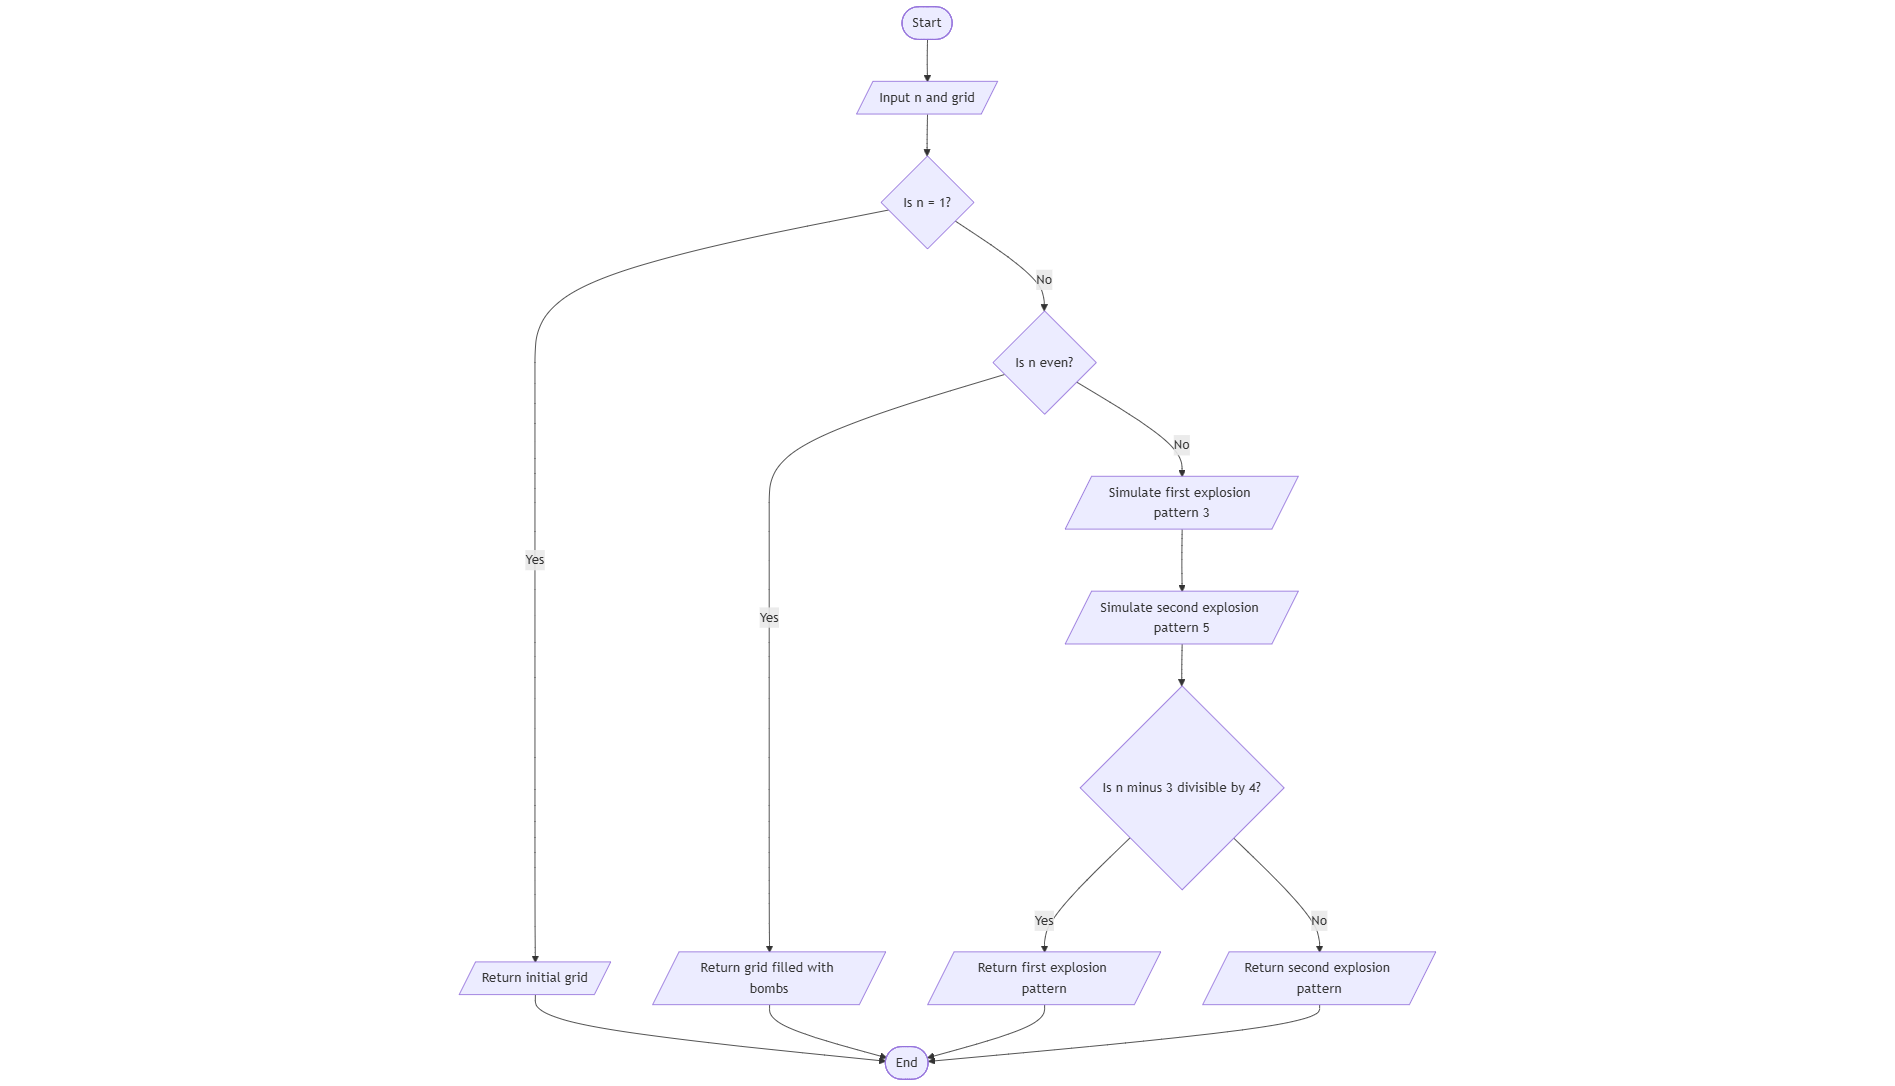 Start
Input n and grid
Is n = 1?
No
Is n even?
No
Simulate first explosion
pattern 3
Yes
Simulate second explosion
pattern 5
Yes
Is n minus 3 divisible by 4?
Yes
No
Return initial grid
Return grid filled with
bombs
Return first explosion
pattern
Return second explosion
pattern
End